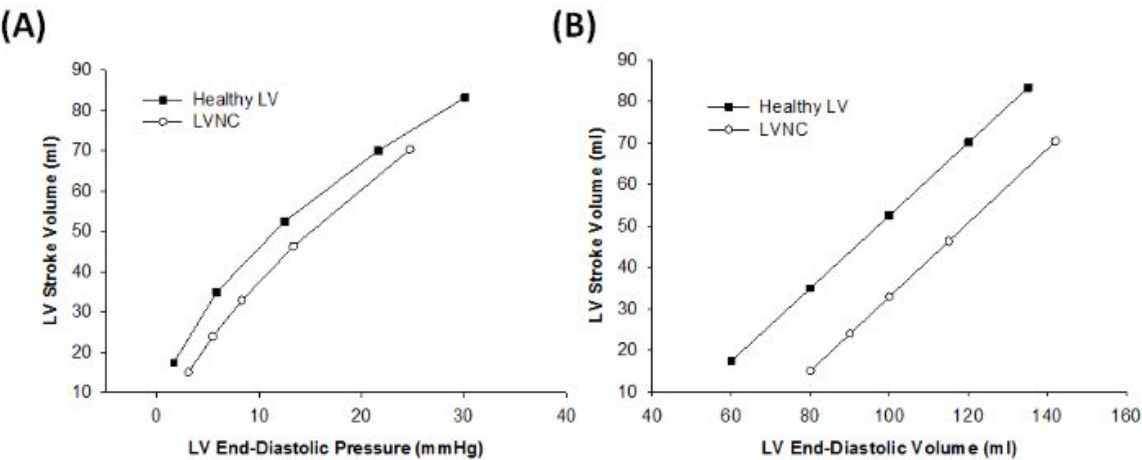 (A)
90
80
70
60
50
40
30
20
10
LV Stroke Volume (ml)
Healthy LV
LVNC
0 10 20 30 40
LV End-Diastolic Pressure (mmHg)
(B)
90
80
70
60
50
40
30
20
10
LV Stroke Volume (ml)
Healthy LV
LVNC
40 60 80 100 120 140 160
LV End-Diastolic Volume (ml)